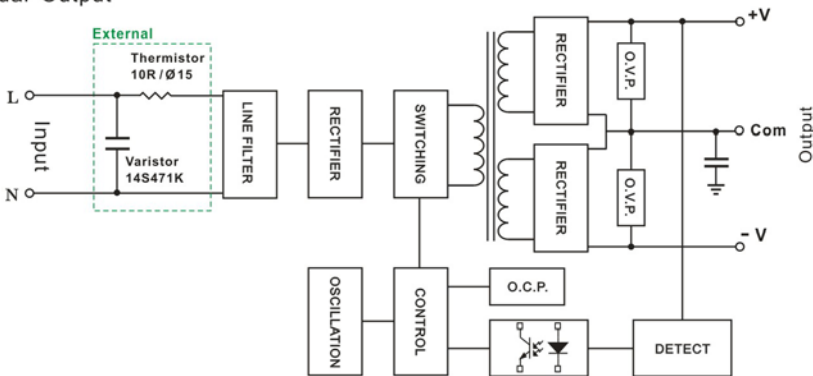 Output
External
Thermistor
10R/Ø15
L
Input
N
Varistor
14S471K
LINE FILTER
RECTIFIER
SWITCHING
RECTIFIER
RECTIFIER
O.V.P.
O.V.P.
+V
Com
- V
Output
OSCILLATION
CONTROL
O.C.P.
DETECT